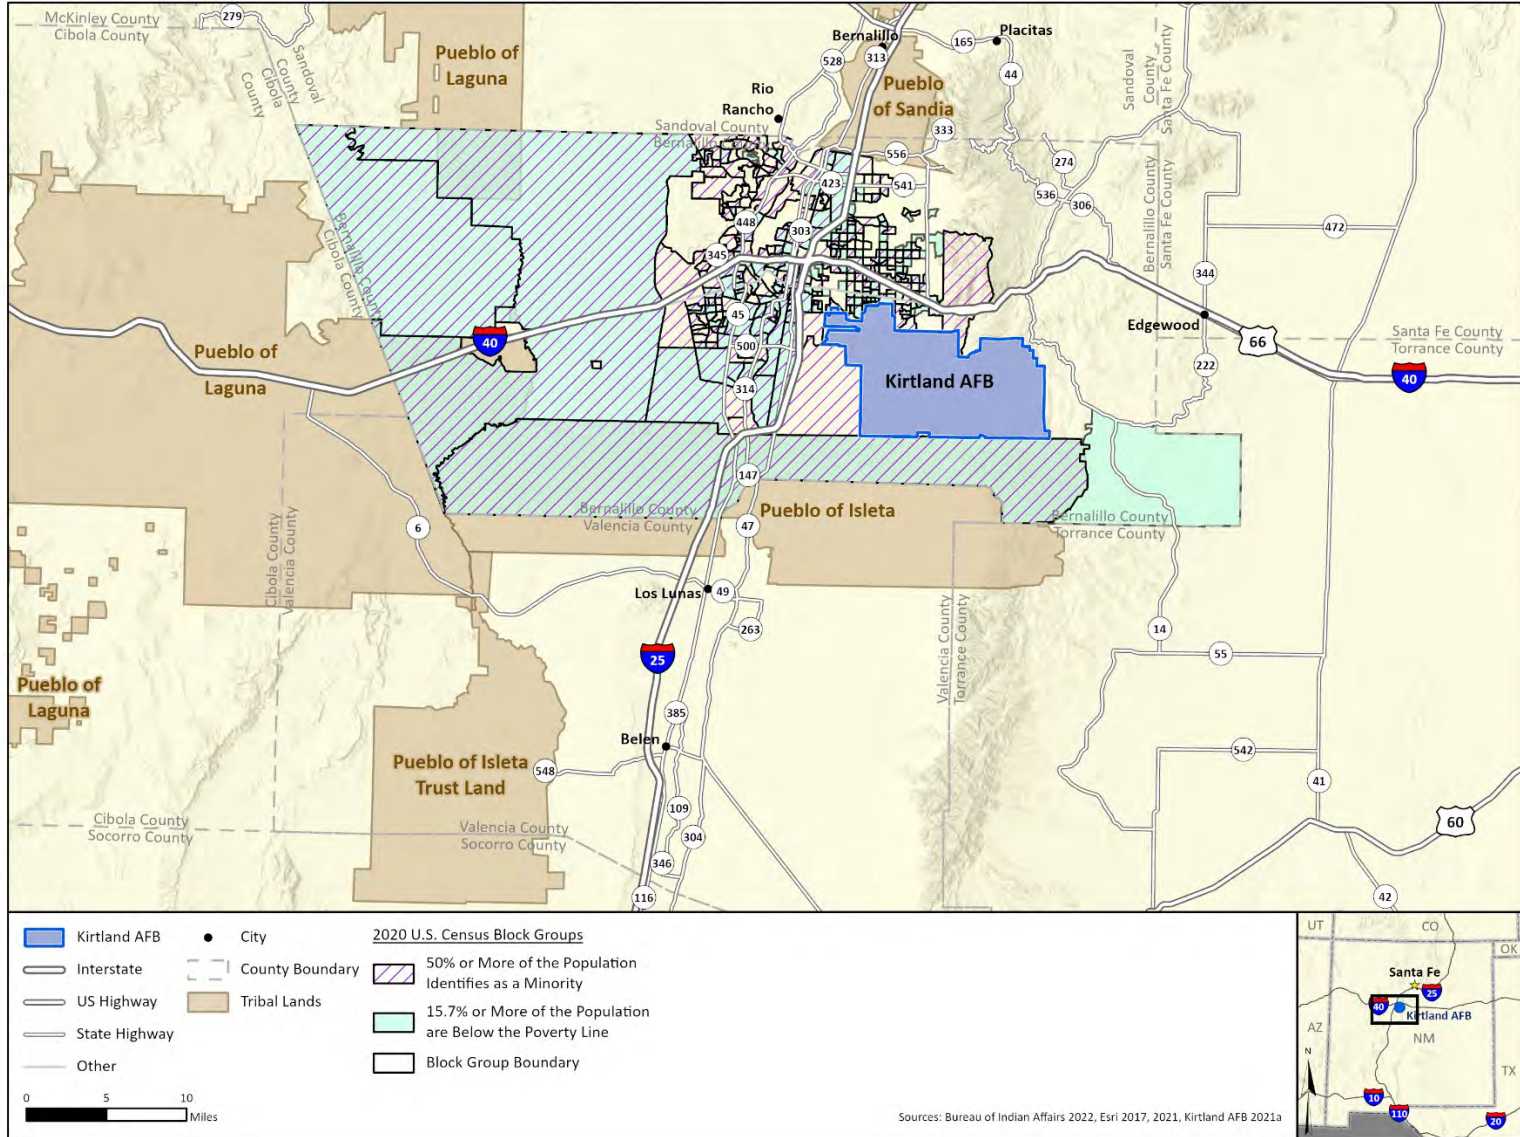 McKinley County
Cibola County
279
Sandoval
County
Cibola
County
Pueblo of
Laguna
Bernalillo
Placitas
165
528
313
44
Rio
Rancho
Pueblo
of Sandia
Sandoval
County
Santa Fe County
Sandoval County
Bernalillo County
333
556
274
423
541
536
306
Bernalillo County
Santa Fe County
448
303
472
345
344
Bernalillo County
Cibola County
45
Edgewood
66
Santa Fe County
Torrance County
40
500
Pueblo of
Laguna
222
Kirtland AFB
40
314
147
Pueblo of Isleta
Bernalillo County
Valencia County
Bernalillo County
Torrance County
6
47
Cibola County
Valencia County
Los Lunas
49
263
14
55
25
Valencia County
Torrance County
Pueblo of
Laguna
385
Belen
542
Pueblo of Isleta
Trust Land
548
41
109
60
Cibola County
Socorro County
Valencia County
Socorro County
304
346
116
42
Kirtland AFB
Interstate
US Highway
State Highway
Other
City
County Boundary
Tribal Lands
2020 U.S. Census Block Groups
50% or More of the Population
Identifies as a Minority
15.7% or More of the Population
are Below the Poverty Line
Block Group Boundary
0 5 10
Miles
Sources: Bureau of Indian Affairs 2022, Esri 2017, 2021, Kirtland AFB 2021a
UT
CO
OK
Santa Fe
25
40
Kirtland AFB
AZ
NM
N
TX
10
110
20